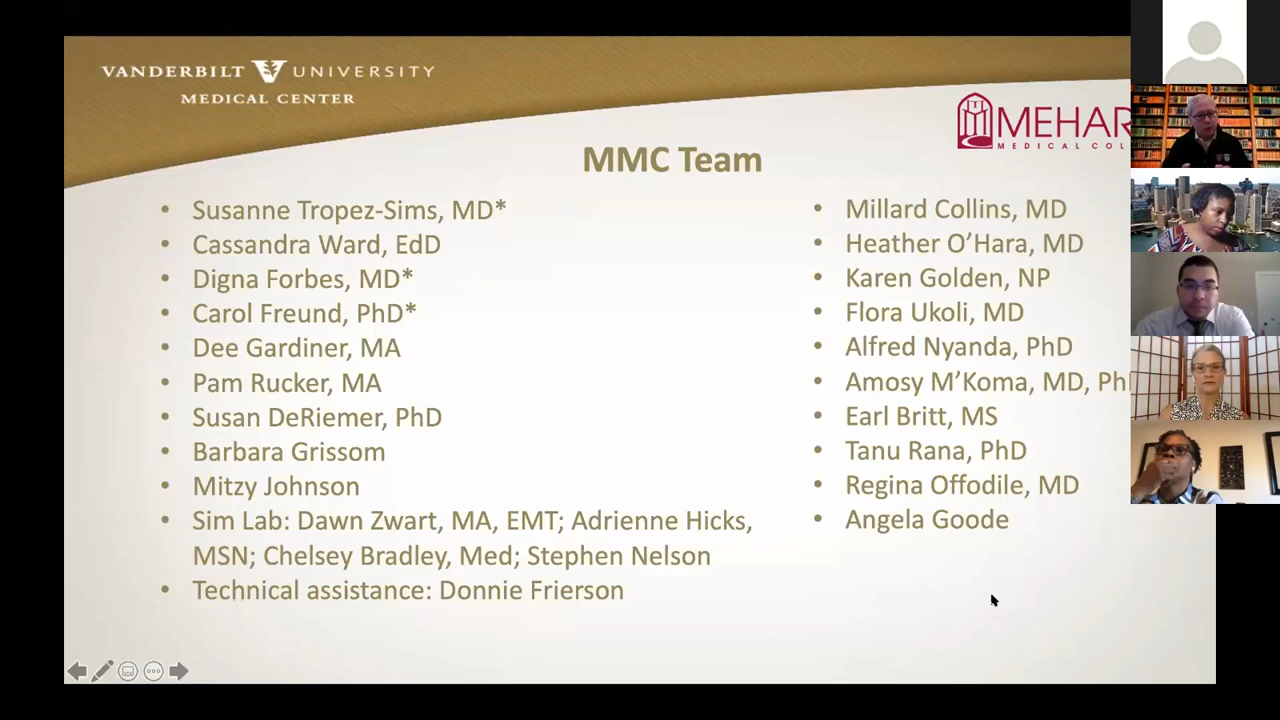 VANDERBILT UNIVERSITY
MEDICAL CENTER
MEHAR
MEDICAL COL
MMC Team
• Susanne Tropez-Sims, MD*
• Cassandra Ward, EdD
• Digna Forbes, MD*
• Carol Freund, PhD*
• Dee Gardiner, MA
• Pam Rucker, MA
• Susan DeRiemer, PhD
• Barbara Grissom
• Mitzy Johnson
• Sim Lab: Dawn Zwart, MA, EMT; Adrienne Hicks,
MSN; Chelsey Bradley, Med; Stephen Nelson
• Technical assistance: Donnie Frierson
• Millard Collins, MD
• Heather O’Hara, MD
• Karen Golden, NP
• Flora Ukoli, MD
• Alfred Nyanda, PhD
• Amosy M’Koma, MD, Ph
• Earl Britt, MS
• Tanu Rana, PhD
• Regina Offodile, MD
• Angela Goode